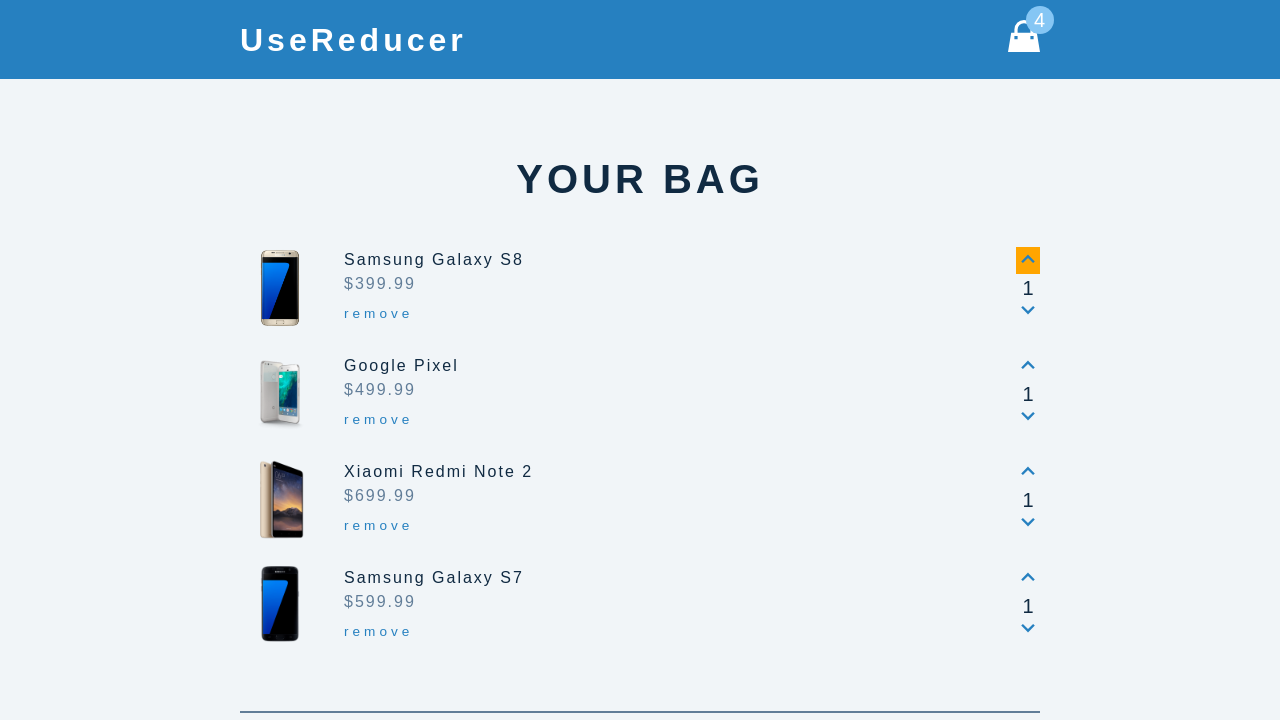 UseReducer
4
YOUR BAG
Samsung Galaxy S8
$399.99
remove
1
Google Pixel
$499.99
remove
1
Xiaomi Redmi Note 2
$699.99
remove
1
Samsung Galaxy S7
$599.99
remove
1